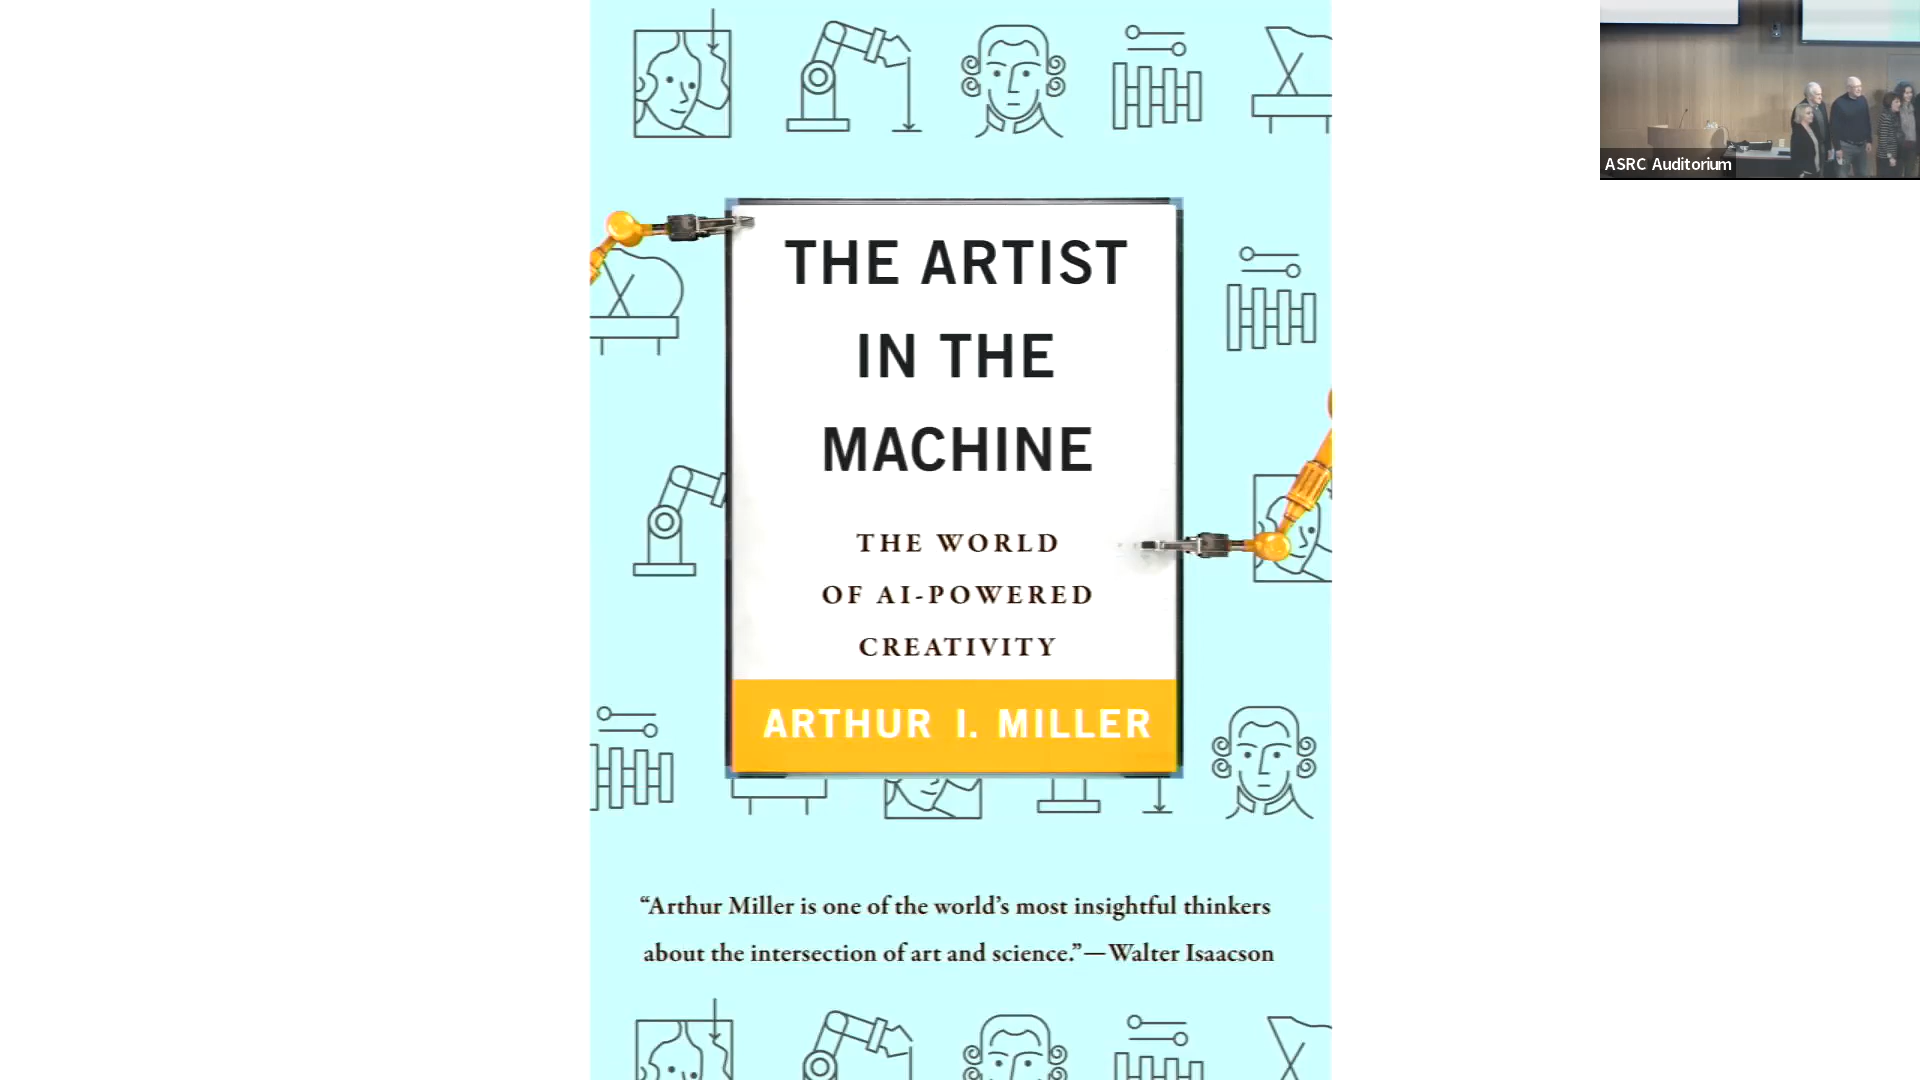 THE ARTIST
IN THE
MACHINE
THE WORLD
OF AI-POWERED
CREATIVITY
ARTHUR I. MILLER
“Arthur Miller is one of the world’s most insightful thinkers
about the intersection of art and science.”—Walter Isaacson
ASRC Auditorium